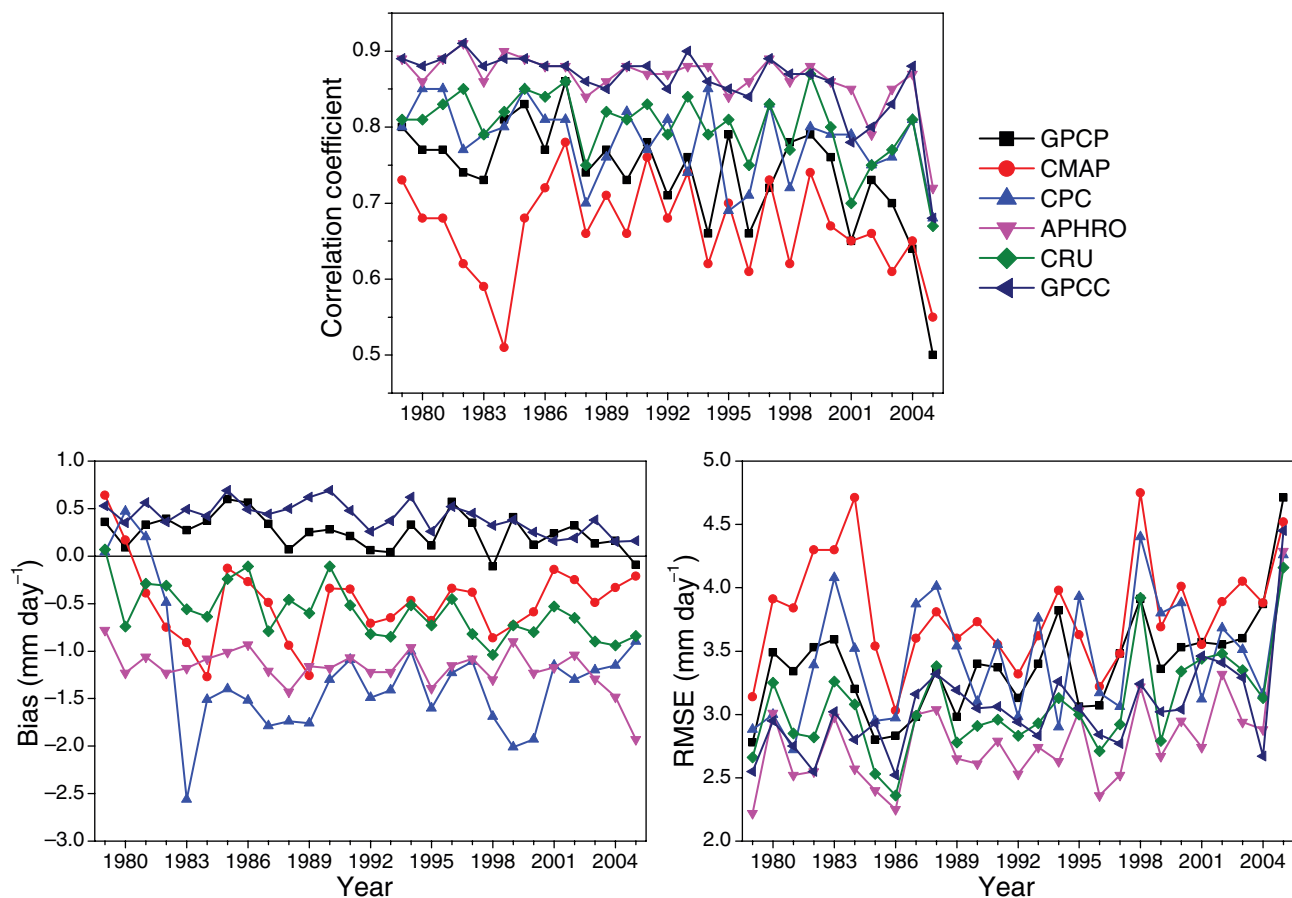 Correlation coefficient
0.9
0.8
0.7
0.6
0.5
1980 1983 1986 1989 1992 1995 1998 2001 2004
GPCP
CMAP
CPC
APHRO
CRU
GPCC
Bias (mm day⁻¹)
1.0
0.5
0.0
−0.5
−1.0
−1.5
−2.0
−2.5
−3.0
1980 1983 1986 1989 1992 1995 1998 2001 2004
Year
RMSE (mm day⁻¹)
5.0
4.5
4.0
3.5
3.0
2.5
2.0
1980 1983 1986 1989 1992 1995 1998 2001 2004
Year